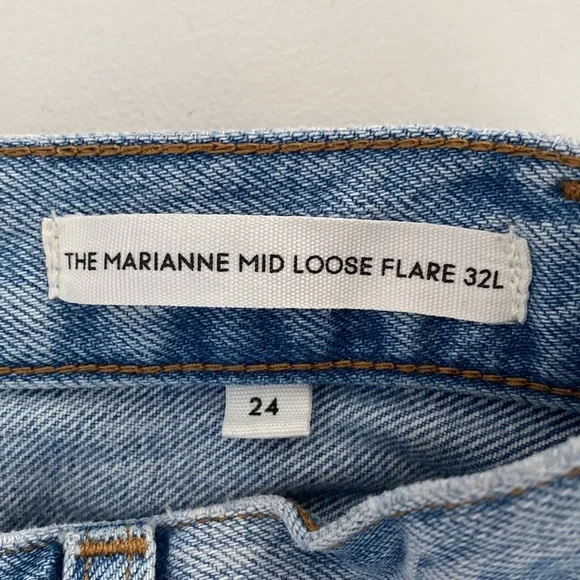 THE MARIANNE MID LOOSE FLARE 32L
24